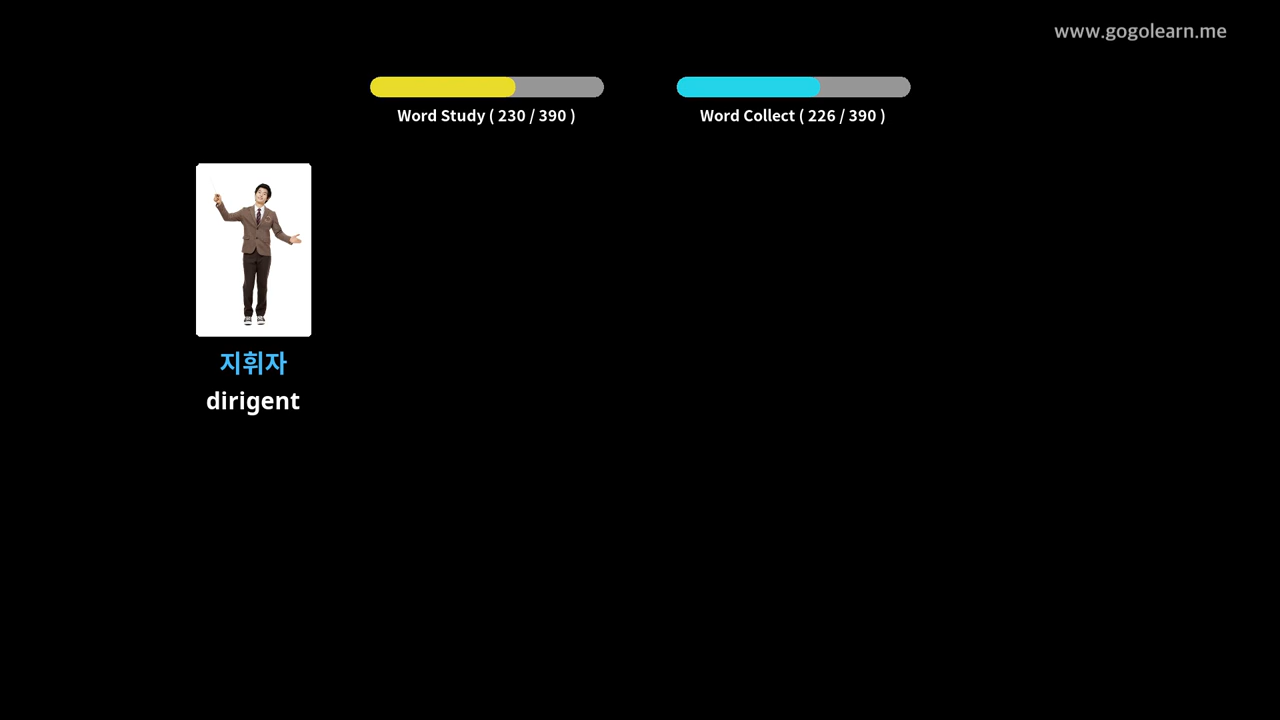 www.gogolearn.me
Word Study ( 230 / 390 )
Word Collect ( 226 / 390 )
지휘자
dirigent